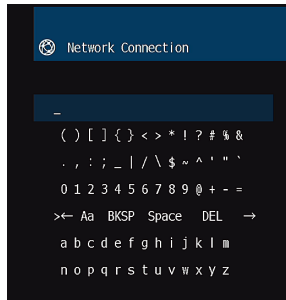 Network Connection
_
( ) [ ] { } < > * ! ? # % &
. , : ; _ | / \ $ ~ ^ ' " `
0 1 2 3 4 5 6 7 8 9 @ + - =
>← Aa BKSP Space DEL →
a b c d e f g h i j k l m
n o p q r s t u v w x y z